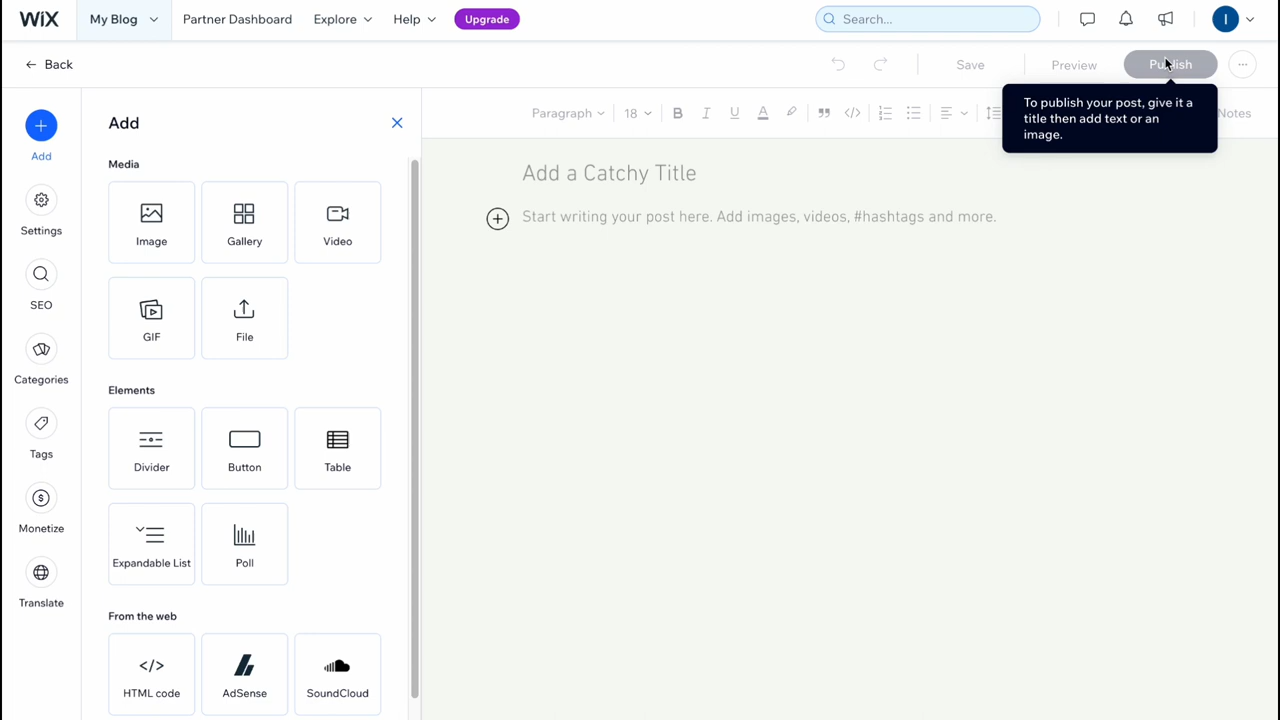 WiX My Blog Partner Dashboard Explore Help Upgrade Search... I
Back Save Preview Publish
To publish your post, give it a
title then add text or an
image.
Paragraph 18 B I U A Notes
Add
Add
Settings
SEO
Categories
Tags
Monetize
Translate
Media
Image Gallery Video
GIF File
Elements
Divider Button Table
Expandable List Poll
From the web
</>
HTML code AdSense SoundCloud
Add a Catchy Title
Start writing your post here. Add images, videos, #hashtags and more.